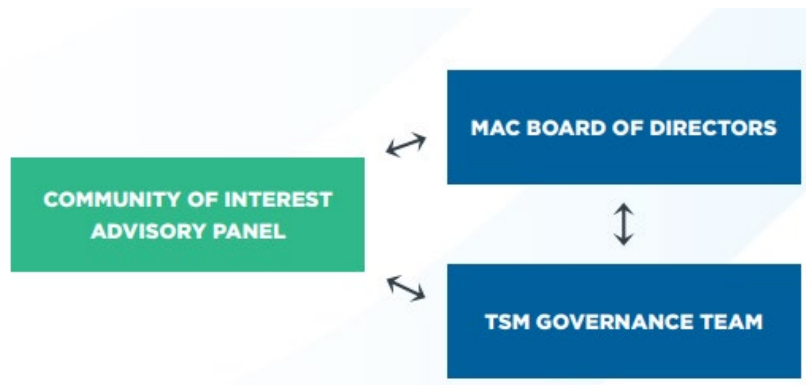 MAC BOARD OF DIRECTORS
COMMUNITY OF INTEREST
ADVISORY PANEL
TSM GOVERNANCE TEAM